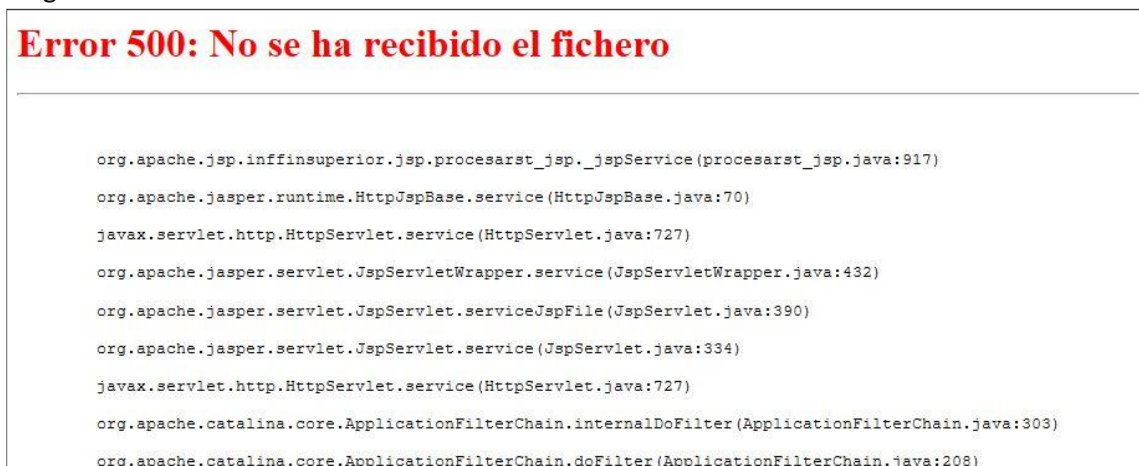 Error 500: No se ha recibido el fichero
org.apache.jsp.inffinsuperior.jsp.procesarst_jsp._jspService(procesarst_jsp.java:917)
org.apache.jasper.runtime.HttpJspBase.service(HttpJspBase.java:70)
javax.servlet.http.HttpServlet.service(HttpServlet.java:727)
org.apache.jasper.servlet.JspServletWrapper.service(JspServletWrapper.java:432)
org.apache.jasper.servlet.JspServlet.serviceJspFile(JspServlet.java:390)
org.apache.jasper.servlet.JspServlet.service(JspServlet.java:334)
javax.servlet.http.HttpServlet.service(HttpServlet.java:727)
org.apache.catalina.core.ApplicationFilterChain.internalDoFilter(ApplicationFilterChain.java:303)
org.apache.catalina.core.ApplicationFilterChain.doFilter(ApplicationFilterChain.java:208)